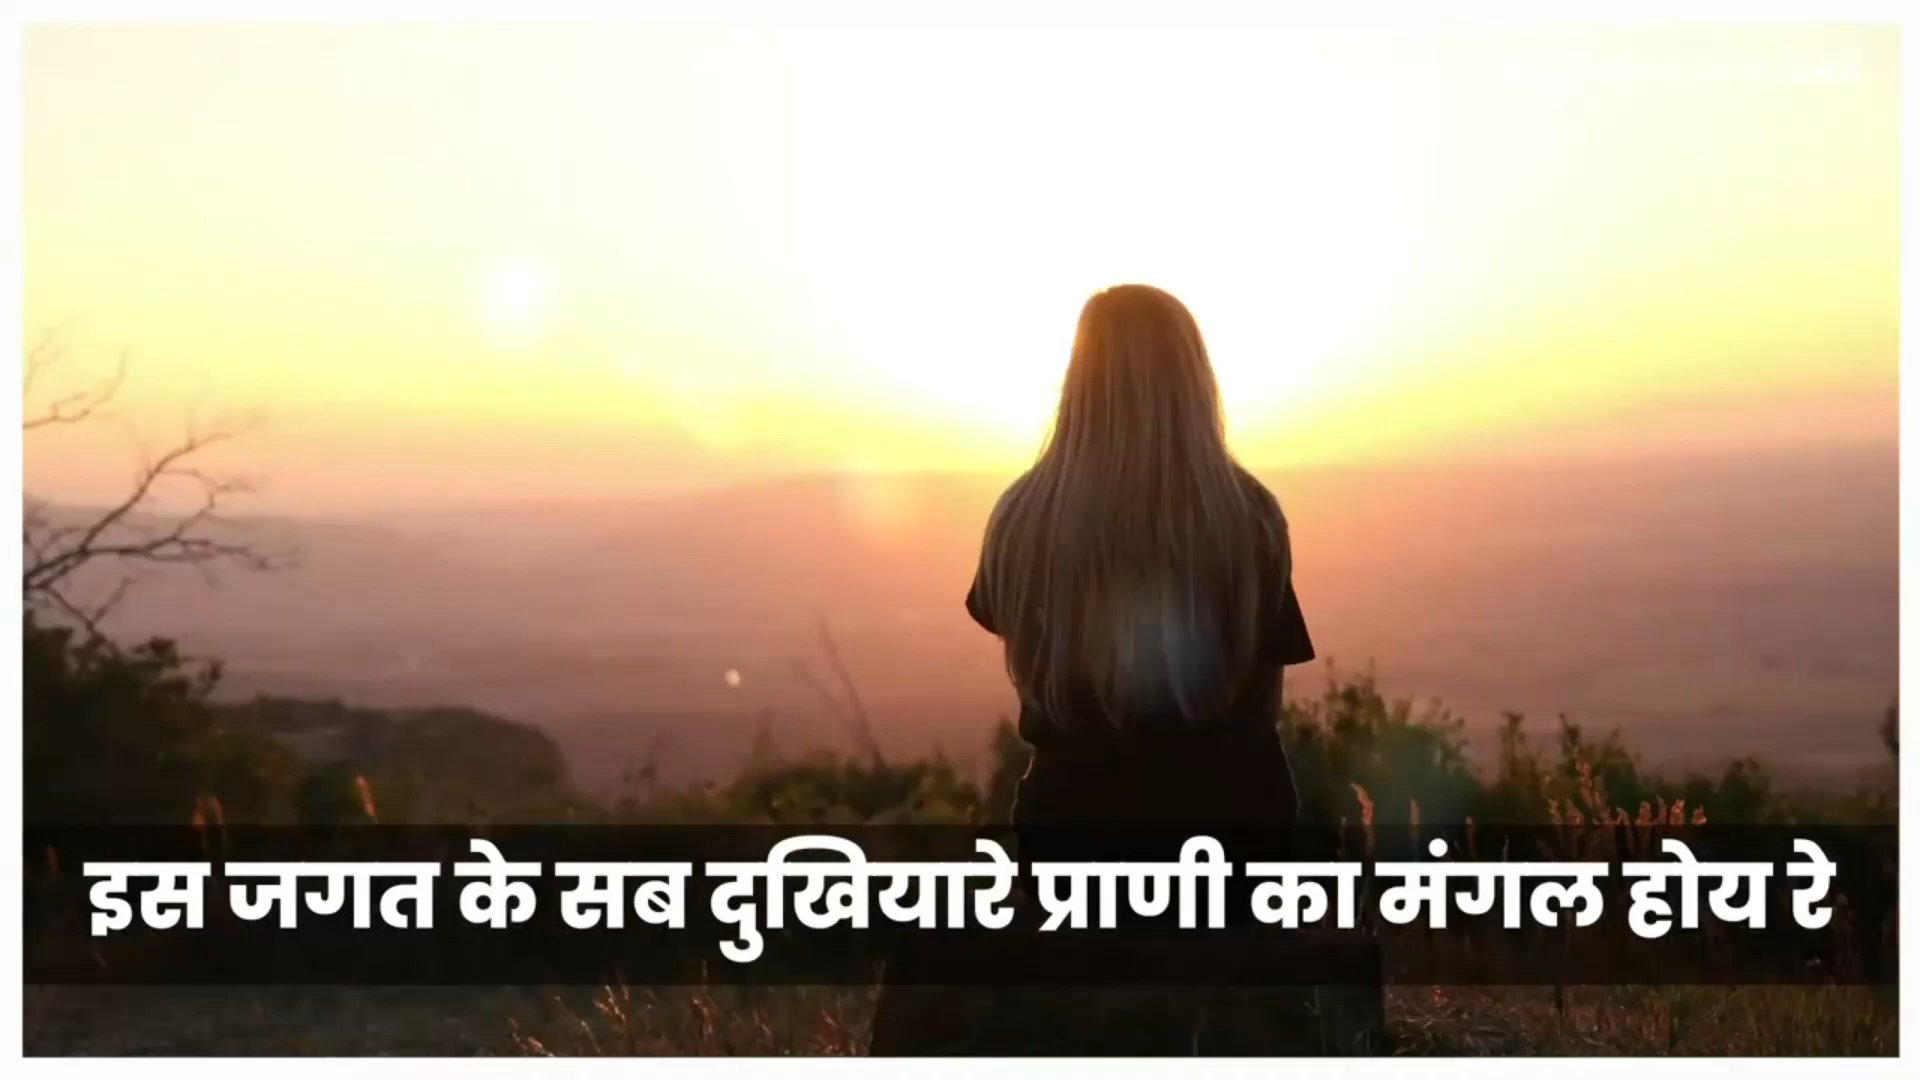 इस जगत के सब दुखियारे प्राणी का मंगल होय रे